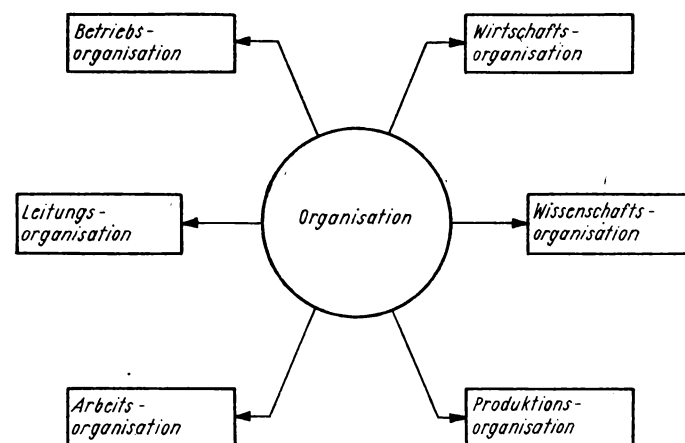 Betriebs-
organisation
Wirtschafts-
organisation
Leitungs-
organisation
Organisation
Wissenschafts-
organisation
Arbeits-
organisation
Produktions-
organisation